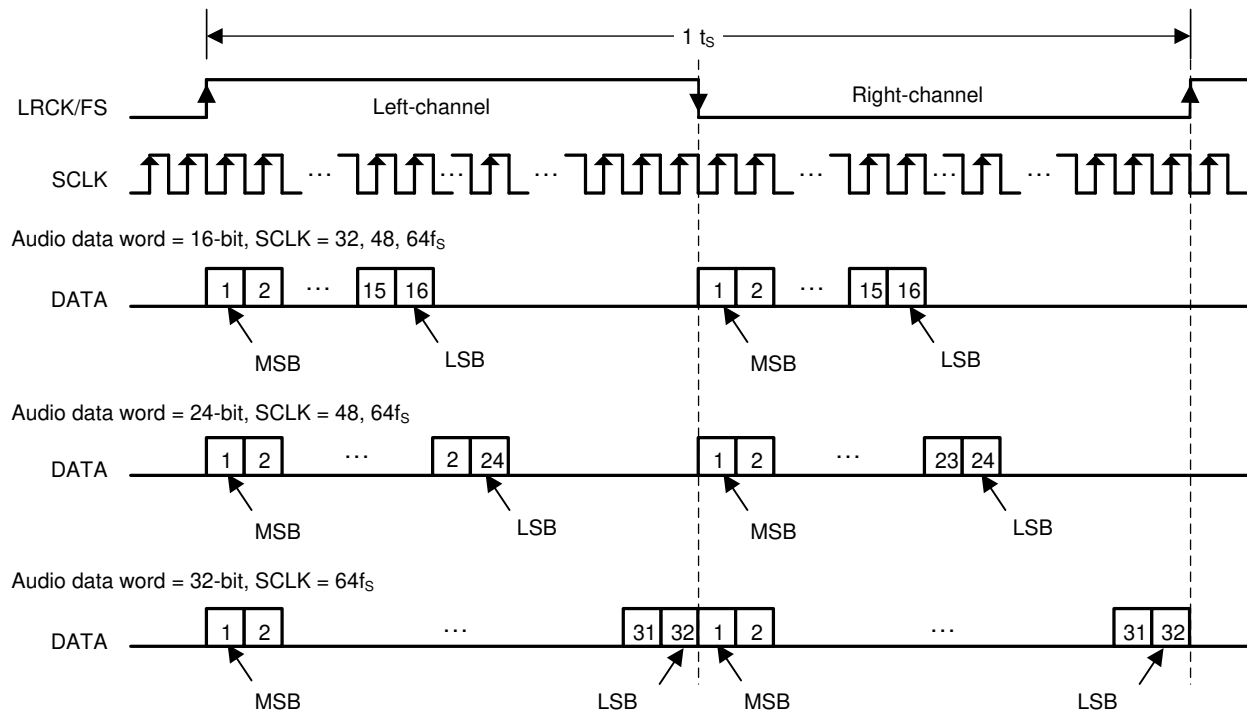 1 tS
LRCK/FS Left-channel Right-channel
SCLK ... ... ... ... ... ...
Audio data word = 16-bit, SCLK = 32, 48, 64fS
DATA 1 2 ... 15 16 1 2 ... 15 16
MSB LSB MSB LSB
Audio data word = 24-bit, SCLK = 48, 64fS
DATA 1 2 ... 2 24 1 2 ... 23 24
MSB LSB MSB LSB
Audio data word = 32-bit, SCLK = 64fS
DATA 1 2 ... 31 32 1 2 ... 31 32
MSB LSB MSB LSB